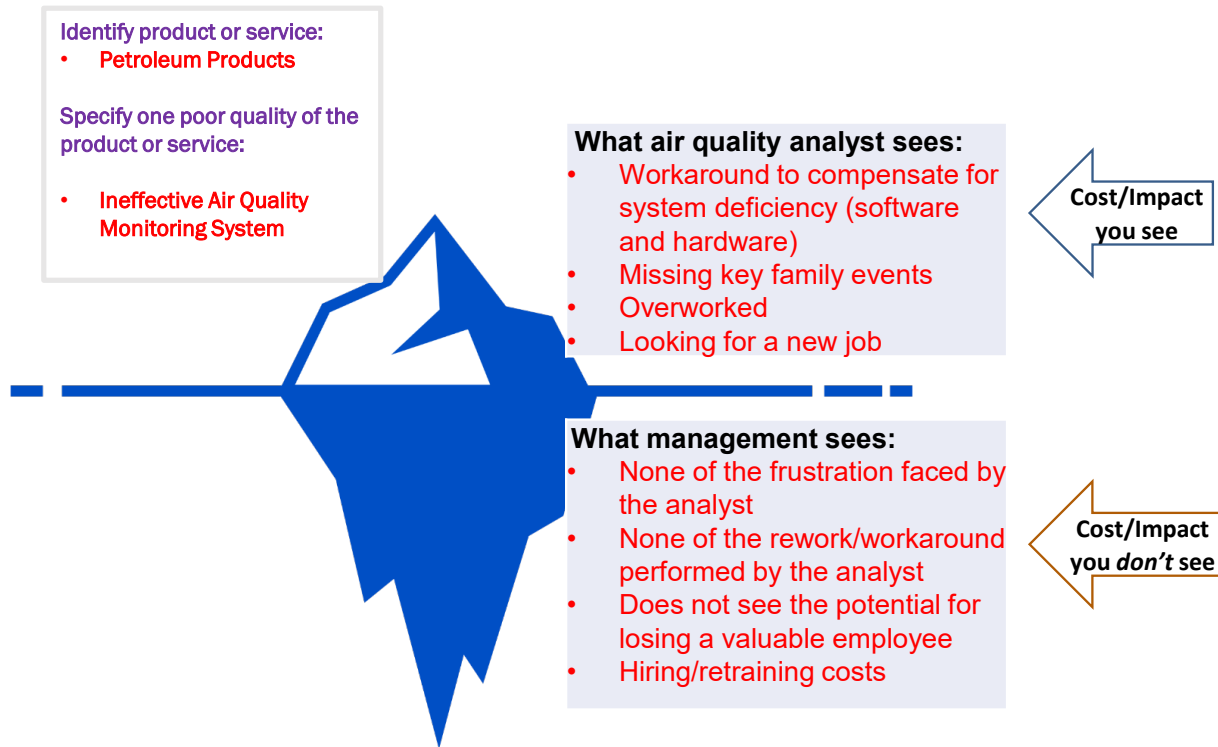 Identify product or service:
• Petroleum Products
Specify one poor quality of the
product or service:
• Ineffective Air Quality
Monitoring System
What air quality analyst sees:
• Workaround to compensate for
system deficiency (software
and hardware)
• Missing key family events
• Overworked
• Looking for a new job
Cost/Impact
you see
What management sees:
• None of the frustration faced by
the analyst
• None of the rework/workaround
performed by the analyst
• Does not see the potential for
losing a valuable employee
• Hiring/retraining costs
Cost/Impact
you don't see